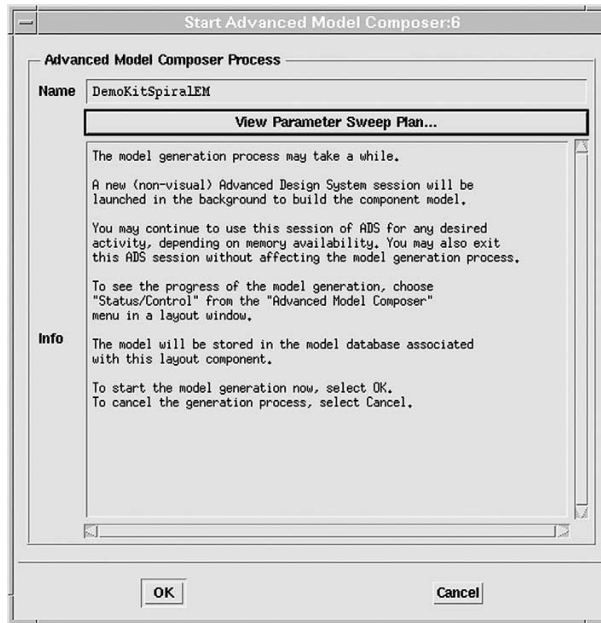 Start Advanced Model Composer:6
Advanced Model Composer Process
Name DemoKitSpiralEM
View Parameter Sweep Plan...
The model generation process may take a while.
A new (non-visual) Advanced Design System session will be
launched in the background to build the component model.
You may continue to use this session of ADS for any desired
activity, depending on memory availability. You may also exit
this ADS session without affecting the model generation process.
To see the progress of the model generation, choose
"Status/Control" from the "Advanced Model Composer"
menu in a layout window.
Info
The model will be stored in the model database associated
with this layout component.
To start the model generation now, select OK.
To cancel the generation process, select Cancel.
OK Cancel